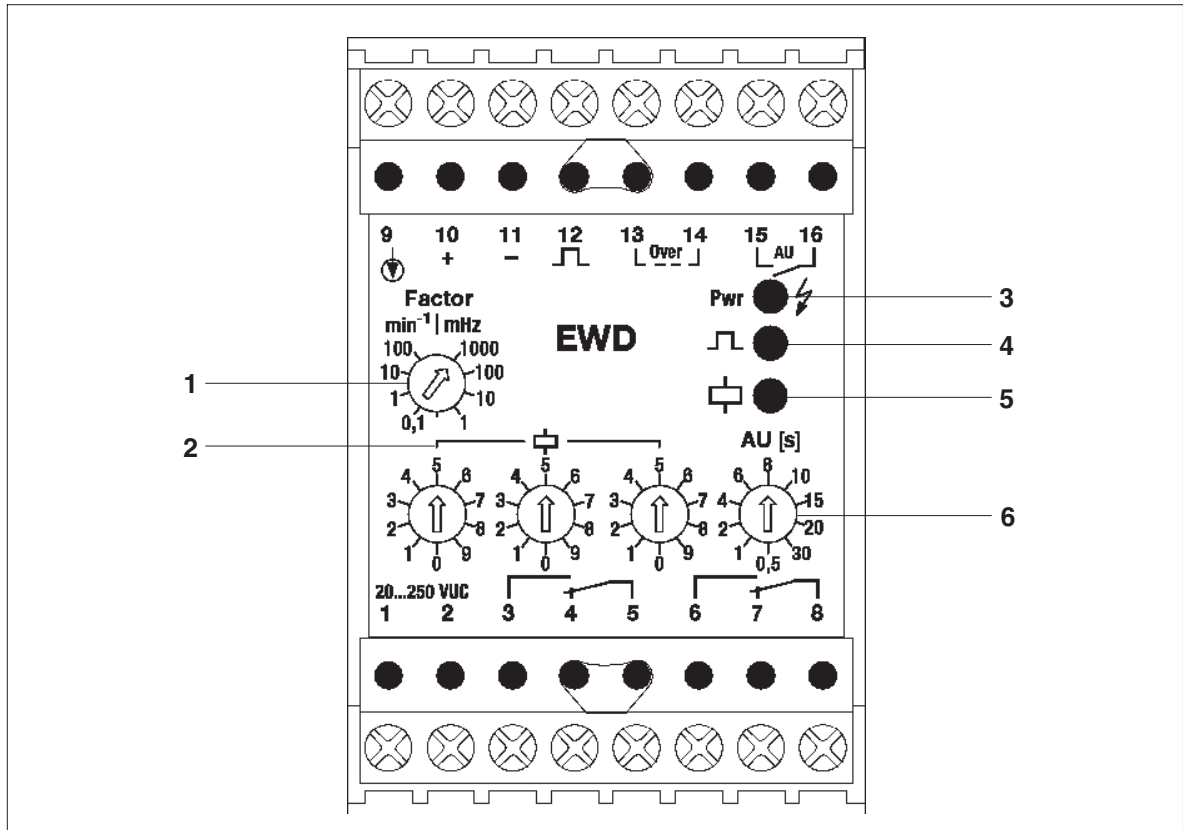 9 10 11 12 13 14 15 16
+ − Over AU
Factor
min⁻¹ | mHz
Pwr
3
EWD
4
100 1000
10 100
1 10
0,1 1
1
5
2
AU [s]
5 5 5 8
4 6 4 6 4 6 6 10
3 7 3 7 3 7 4 15
2 8 2 8 2 8 2 20
1 9 1 9 1 9 1 30
0 0 0 0,5
6
20...250 VUC
1 2 3 4 5 6 7 8